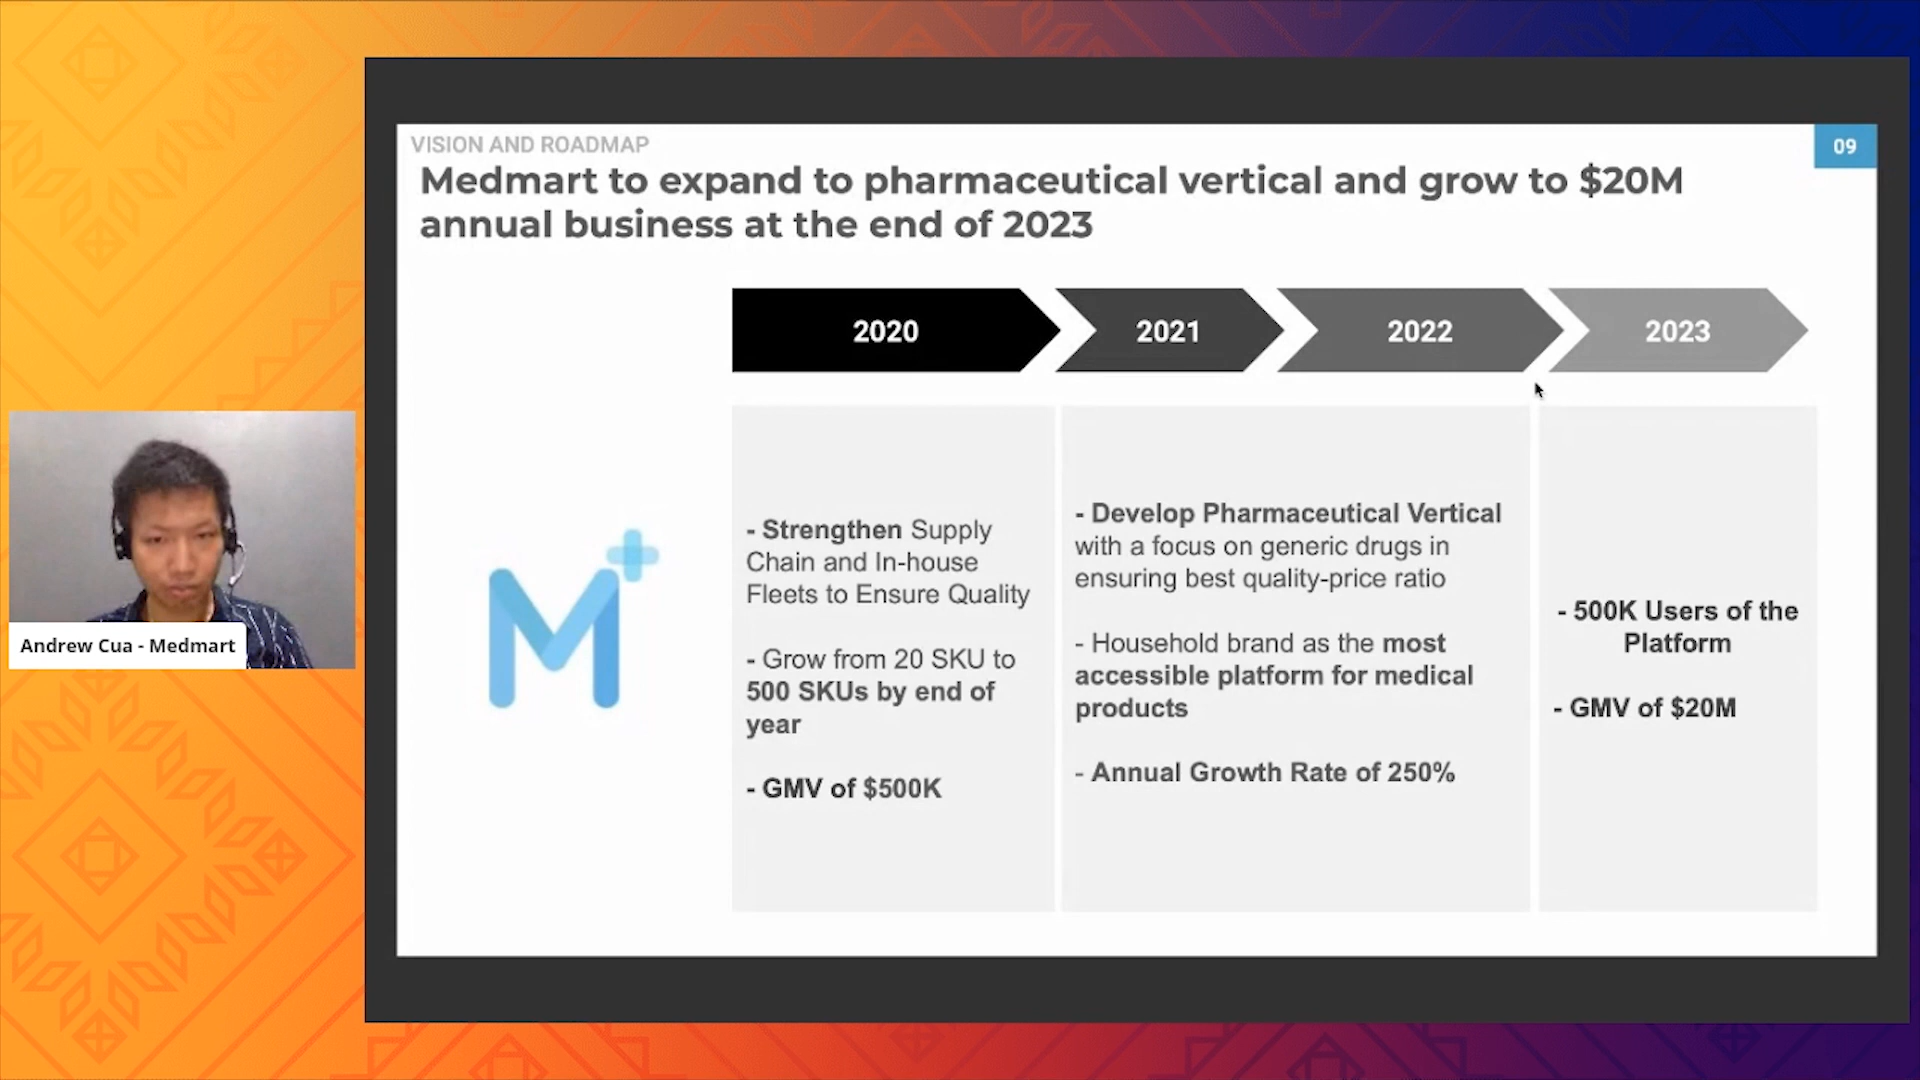 VISION AND ROADMAP
09
Medmart to expand to pharmaceutical vertical and grow to $20M
annual business at the end of 2023
2020
2021
2022
2023
- Strengthen Supply
Chain and In-house
Fleets to Ensure Quality
- Grow from 20 SKU to
500 SKUs by end of
year
- GMV of $500K
- Develop Pharmaceutical Vertical
with a focus on generic drugs in
ensuring best quality-price ratio
- Household brand as the most
accessible platform for medical
products
- Annual Growth Rate of 250%
- 500K Users of the
Platform
- GMV of $20M
M+
Andrew Cua - Medmart